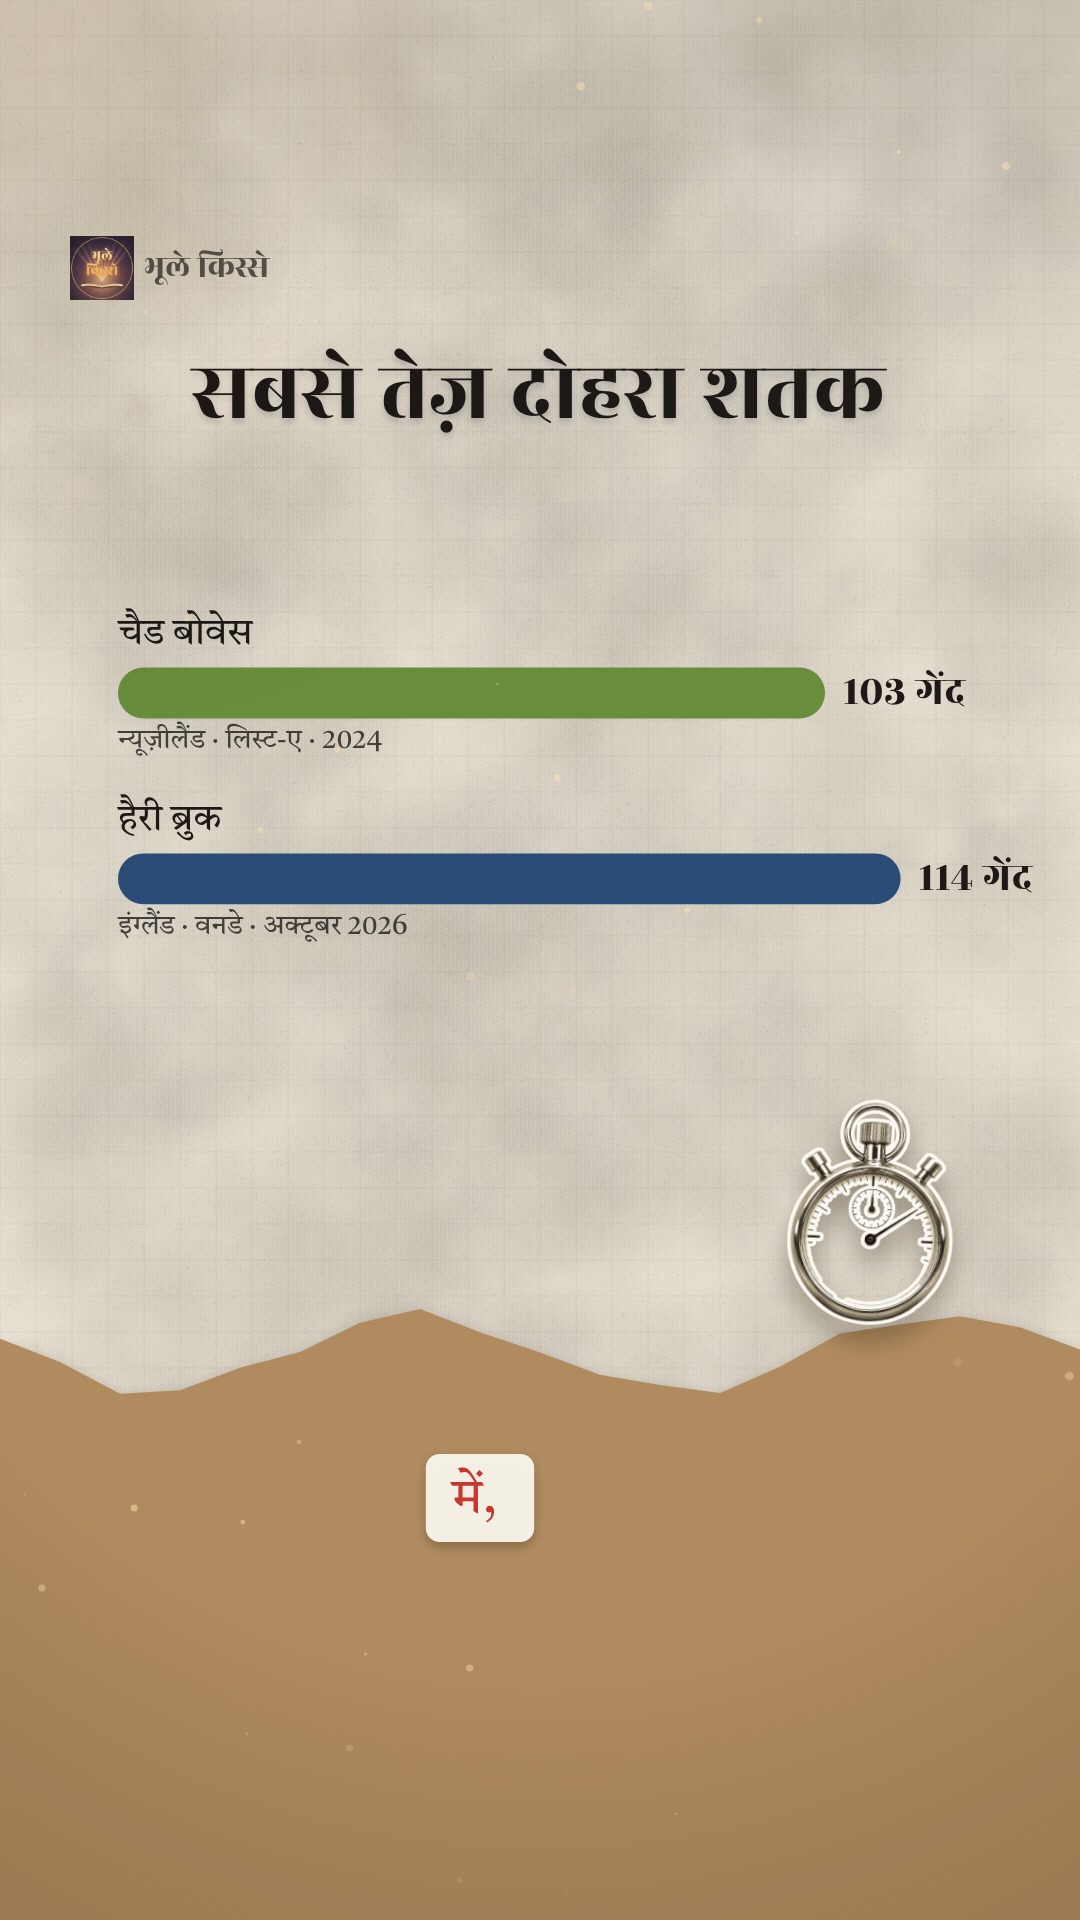 भूले किस्से
भूले किस्से
सबसे तेज़ दोहरा शतक
चैड बोवेस
103 गेंद
न्यूज़ीलैंड · लिस्ट-ए · 2024
हैरी ब्रुक
114 गेंद
इंग्लैंड · वनडे · अक्टूबर 2026
में,